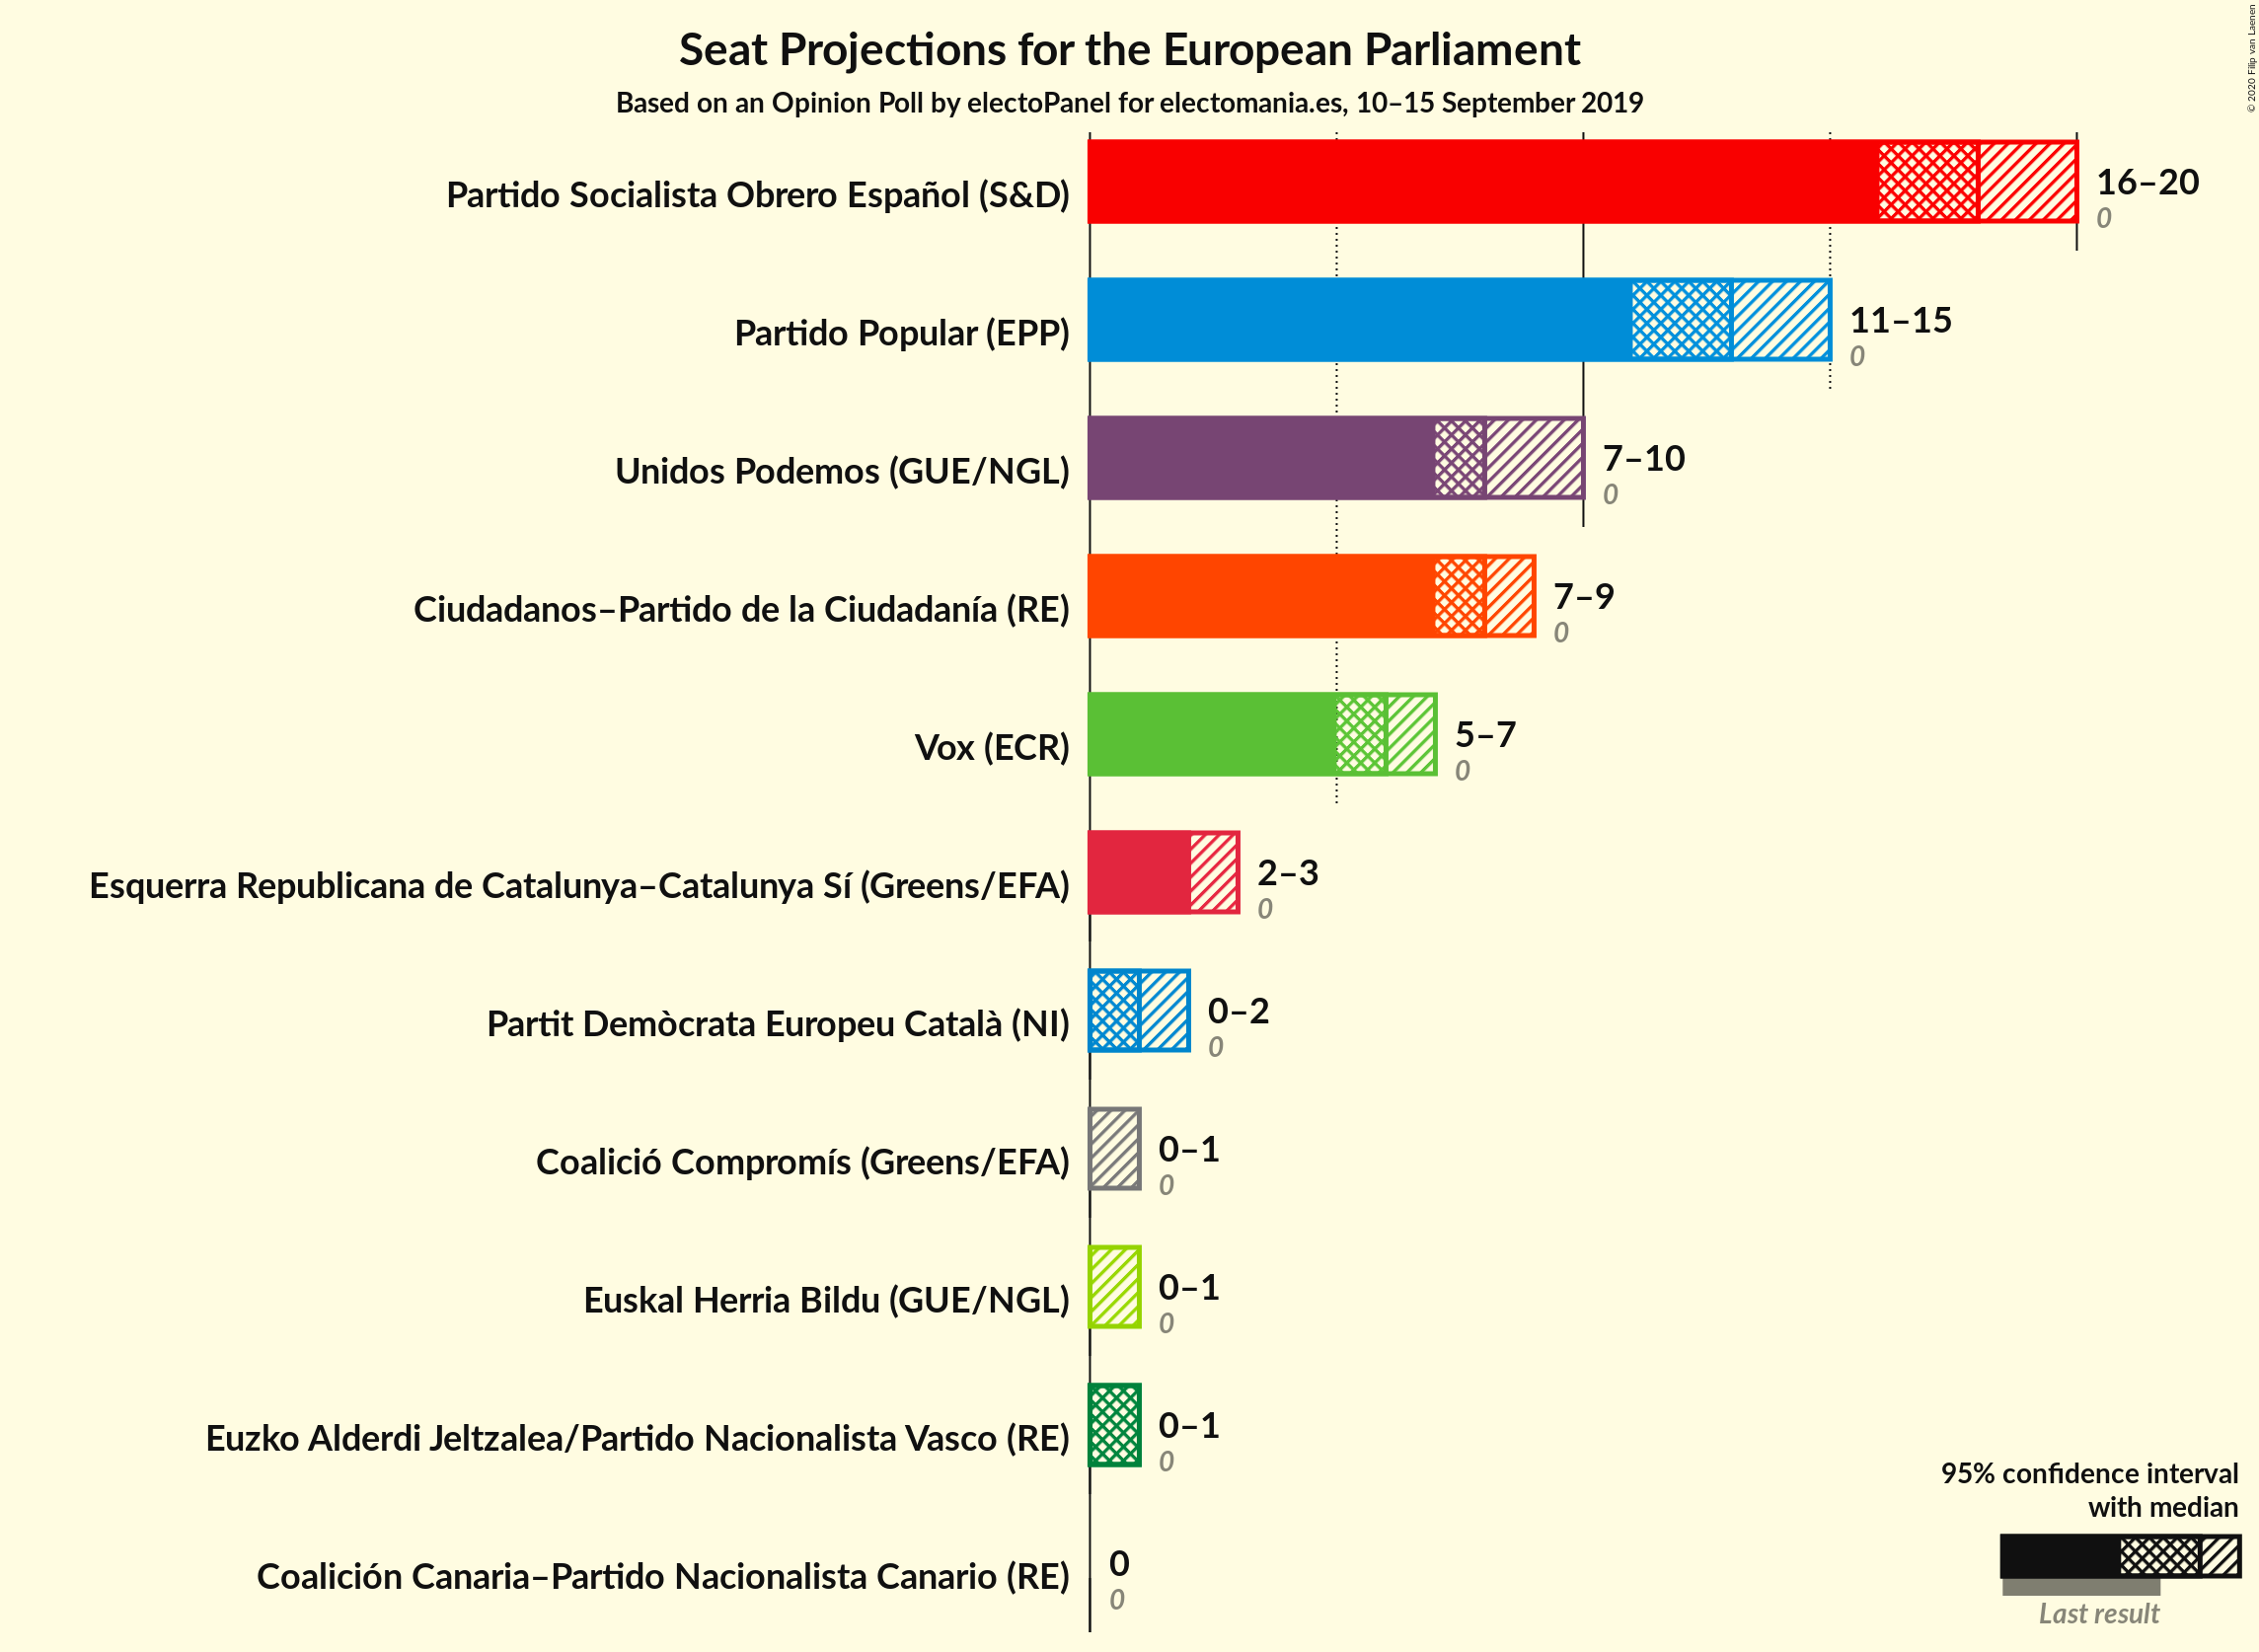 © 2020 Filip van Laenen
Seat Projections for the European Parliament
Based on an Opinion Poll by electoPanel for electomania.es, 10–15 September 2019
Partido Socialista Obrero Español (S&D)
16–20
0
Partido Popular (EPP)
11–15
0
Unidos Podemos (GUE/NGL)
7–10
0
Ciudadanos–Partido de la Ciudadanía (RE)
7–9
0
Vox (ECR)
5–7
0
Esquerra Republicana de Catalunya–Catalunya Sí (Greens/EFA)
2–3
0
Partit Demòcrata Europeu Català (NI)
0–2
0
Coalició Compromís (Greens/EFA)
0–1
0
Euskal Herria Bildu (GUE/NGL)
0–1
0
Euzko Alderdi Jeltzalea/Partido Nacionalista Vasco (RE)
0–1
0
Coalición Canaria–Partido Nacionalista Canario (RE)
0
0
95% confidence interval
with median
Last result